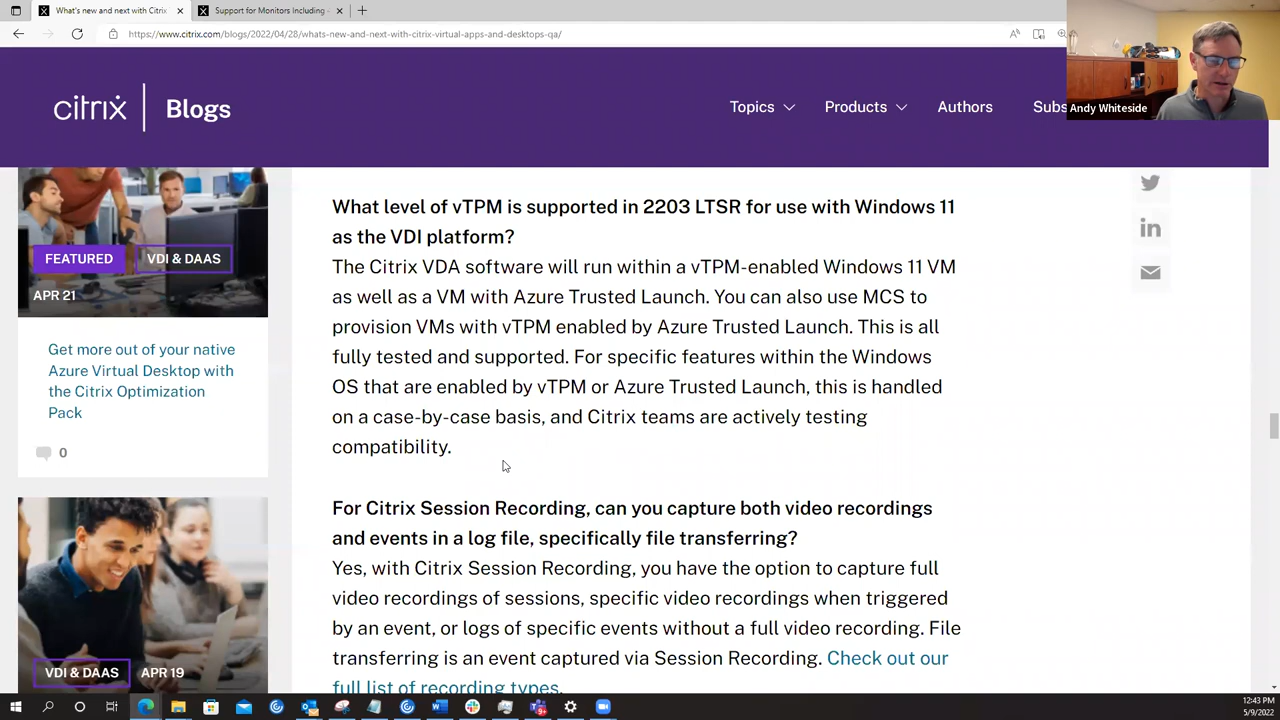 What's new and next with Citrix
Support for Monitors Including -
https://www.citrix.com/blogs/2022/04/28/whats-new-and-next-with-citrix-virtual-apps-and-desktops-qa/
Andy Whiteside
citrix | Blogs
Topics
Products
Authors
Subs
FEATURED
VDI & DAAS
APR 21
Get more out of your native
Azure Virtual Desktop with
the Citrix Optimization
Pack
0
VDI & DAAS
APR 19
What level of vTPM is supported in 2203 LTSR for use with Windows 11
as the VDI platform?
The Citrix VDA software will run within a vTPM-enabled Windows 11 VM
as well as a VM with Azure Trusted Launch. You can also use MCS to
provision VMs with vTPM enabled by Azure Trusted Launch. This is all
fully tested and supported. For specific features within the Windows
OS that are enabled by vTPM or Azure Trusted Launch, this is handled
on a case-by-case basis, and Citrix teams are actively testing
compatibility.
For Citrix Session Recording, can you capture both video recordings
and events in a log file, specifically file transferring?
Yes, with Citrix Session Recording, you have the option to capture full
video recordings of sessions, specific video recordings when triggered
by an event, or logs of specific events without a full video recording. File
transferring is an event captured via Session Recording. Check out our
full list of recording types.
12:43 PM
5/9/2022